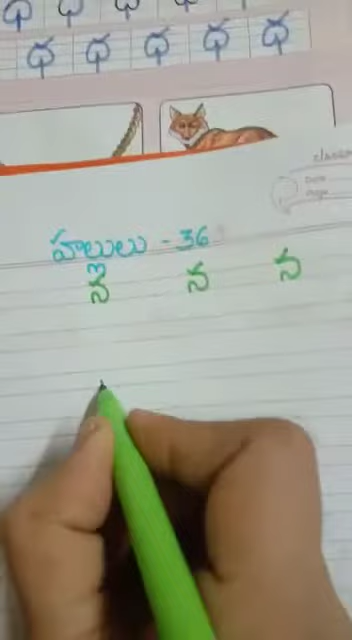 ధ ధ ధ ధ ధ
హల్లులు - 36
న న న